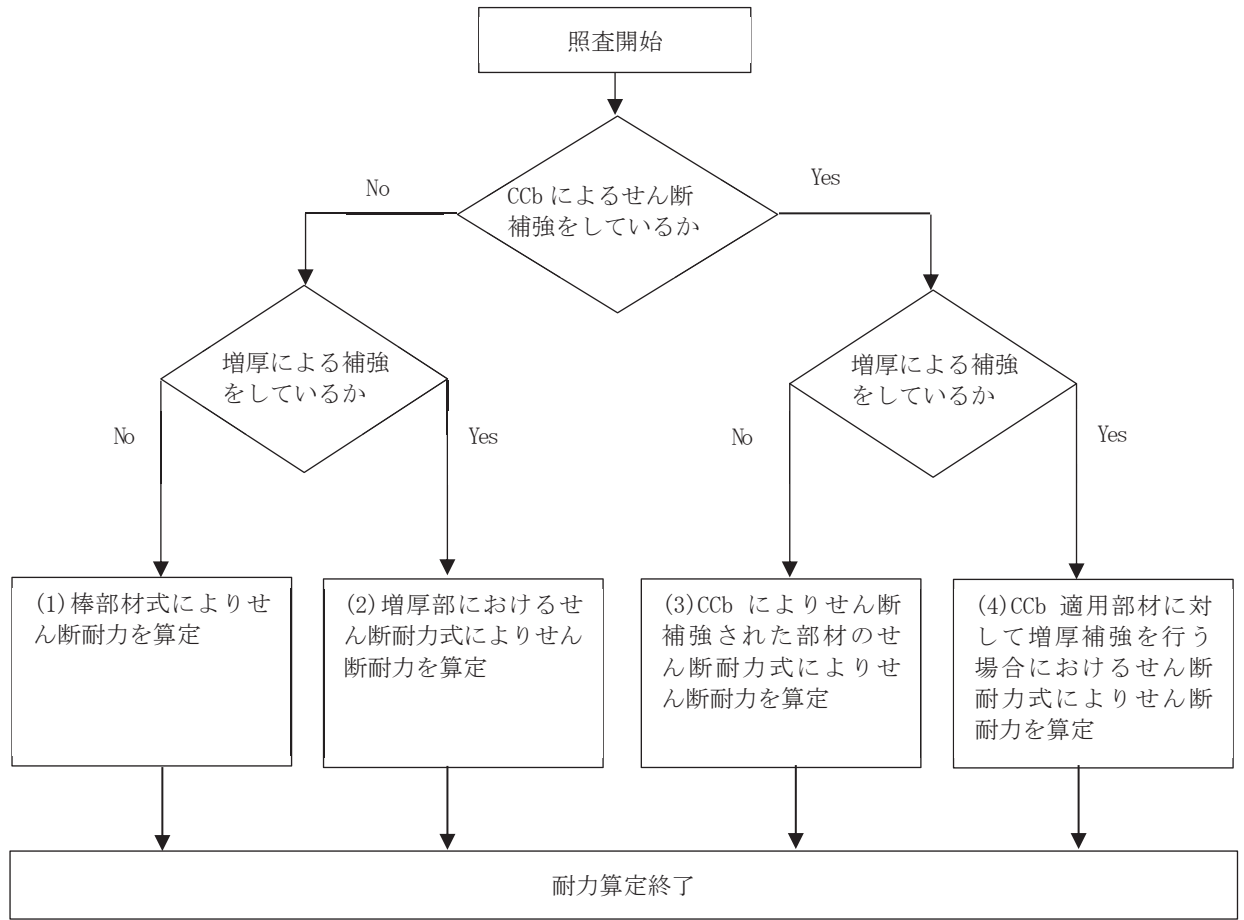 照査開始
No
CCb によるせん断
補強をしているか
Yes
増厚による補強
をしているか
増厚による補強
をしているか
No
Yes
No
Yes
(1)棒部材式によりせ
ん断耐力を算定
(2)増厚部におけるせ
ん断耐力式によりせん
断耐力を算定
(3)CCb によりせん断
補強された部材のせ
ん断耐力式によりせ
ん断耐力を算定
(4)CCb 適用部材に対
して増厚補強を行う
場合におけるせん断
耐力式によりせん断
耐力を算定
耐力算定終了